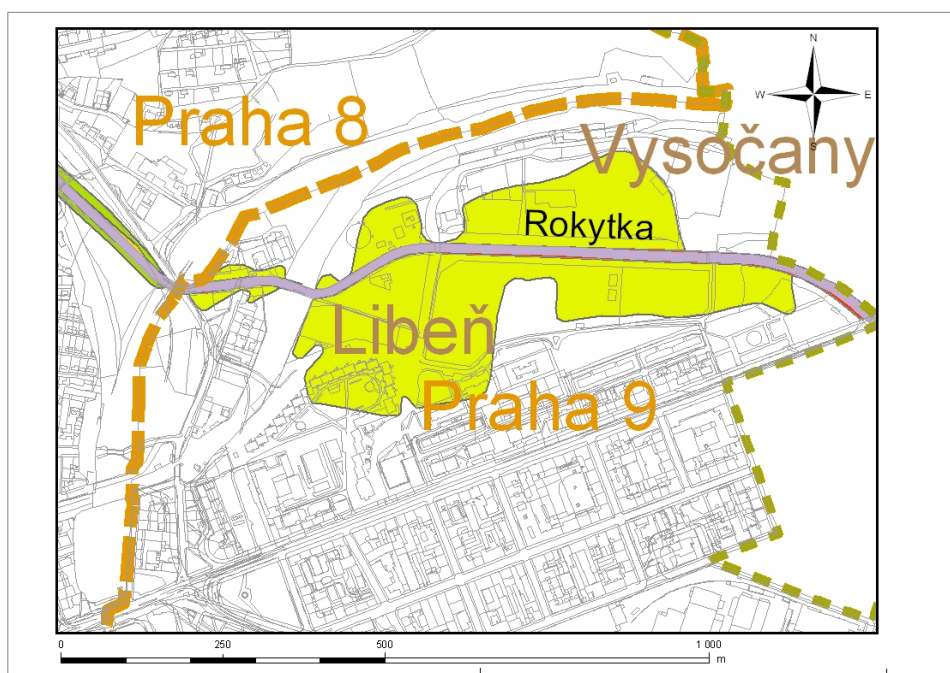 N
W E
S
Praha 8
Vysočany
Rokytka
Libeň
Praha 9
0 250 500 1 000
m